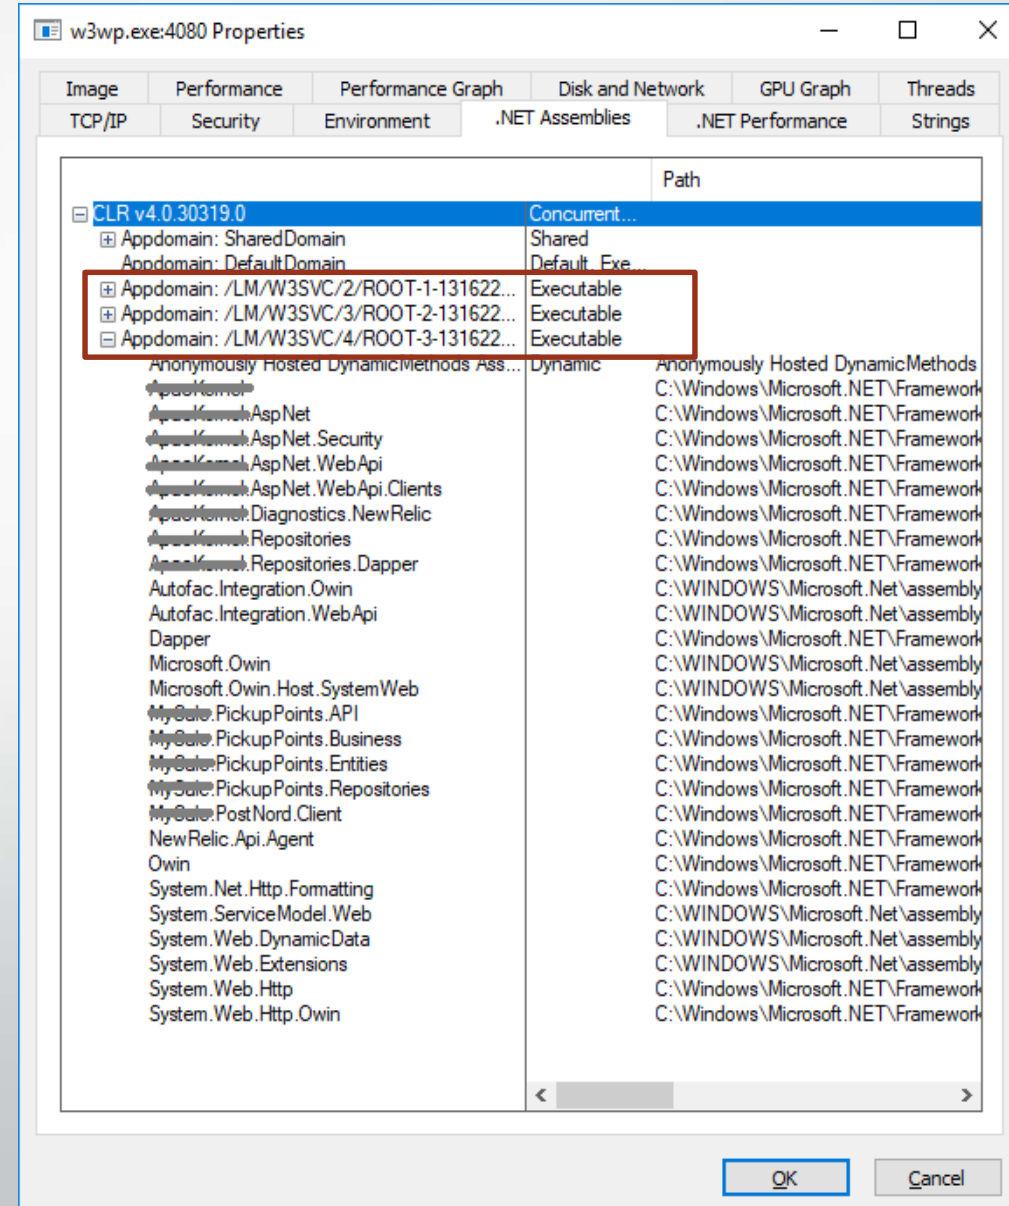 w3wp.exe:4080 Properties
Image Performance Performance Graph Disk and Network GPU Graph Threads
TCP/IP Security Environment .NET Assemblies .NET Performance Strings
Path
CLR v4.0.30319.0 Concurrent...
Appdomain: SharedDomain Shared
Appdomain: DefaultDomain Default, Exe...
Appdomain: /LM/W3SVC/2/ROOT-1-131622... Executable
Appdomain: /LM/W3SVC/3/ROOT-2-131622... Executable
Appdomain: /LM/W3SVC/4/ROOT-3-131622... Executable
Anonymously Hosted DynamicMethods Ass... Dynamic Anonymously Hosted DynamicMethods
C:\Windows\Microsoft.NET\Framework
.AspNet C:\Windows\Microsoft.NET\Framework
.AspNet.Security C:\Windows\Microsoft.NET\Framework
.AspNet.WebApi C:\Windows\Microsoft.NET\Framework
.AspNet.WebApi.Clients C:\Windows\Microsoft.NET\Framework
.Diagnostics.NewRelic C:\Windows\Microsoft.NET\Framework
.Repositories C:\Windows\Microsoft.NET\Framework
.Repositories.Dapper C:\Windows\Microsoft.NET\Framework
Autofac.Integration.Owin C:\WINDOWS\Microsoft.Net\assembly
Autofac.Integration.WebApi C:\WINDOWS\Microsoft.Net\assembly
Dapper C:\Windows\Microsoft.NET\Framework
Microsoft.Owin C:\WINDOWS\Microsoft.Net\assembly
Microsoft.Owin.Host.SystemWeb C:\WINDOWS\Microsoft.Net\assembly
.PickupPoints.API C:\Windows\Microsoft.NET\Framework
.PickupPoints.Business C:\Windows\Microsoft.NET\Framework
.PickupPoints.Entities C:\Windows\Microsoft.NET\Framework
.PickupPoints.Repositories C:\Windows\Microsoft.NET\Framework
.PostNord.Client C:\Windows\Microsoft.NET\Framework
NewRelic.Api.Agent C:\Windows\Microsoft.NET\Framework
Owin C:\Windows\Microsoft.NET\Framework
System.Net.Http.Formatting C:\Windows\Microsoft.NET\Framework
System.ServiceModel.Web C:\WINDOWS\Microsoft.Net\assembly
System.Web.DynamicData C:\WINDOWS\Microsoft.Net\assembly
System.Web.Extensions C:\WINDOWS\Microsoft.Net\assembly
System.Web.Http C:\Windows\Microsoft.NET\Framework
System.Web.Http.Owin C:\Windows\Microsoft.NET\Framework
OK Cancel